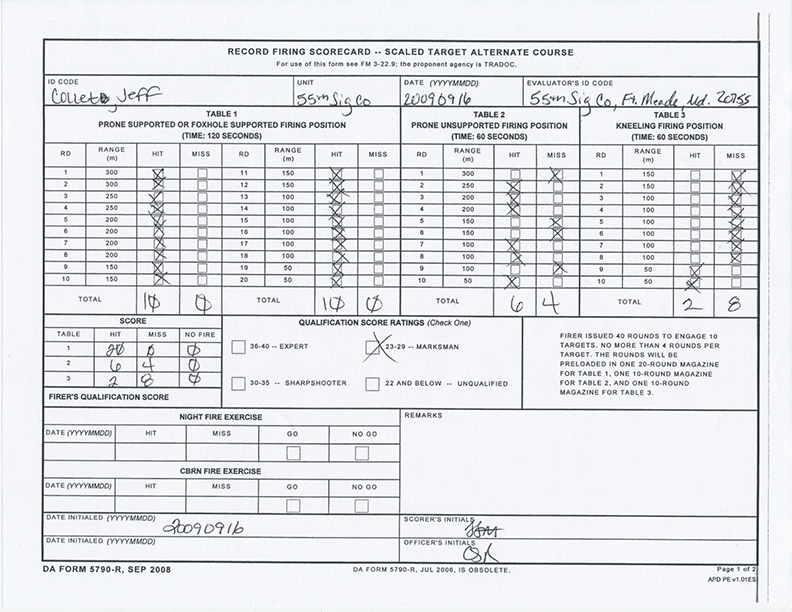 RECORD FIRING SCORECARD -- SCALED TARGET ALTERNATE COURSE
For use of this form see FM 3-22.9; the proponent agency is TRADOC.
ID CODE UNIT DATE (YYYYMMDD) EVALUATOR'S ID CODE
Jeff 55th Sig Co 20090916 55th Sig Co, Ft. Meade, Md. 20755
TABLE 1 TABLE 2 TABLE 3
PRONE SUPPORTED OR FOXHOLE SUPPORTED FIRING POSITION PRONE UNSUPPORTED FIRING POSITION KNEELING FIRING POSITION
(TIME: 120 SECONDS) (TIME: 60 SECONDS) (TIME: 60 SECONDS)
RD RANGE (m) HIT MISS RD RANGE (m) HIT MISS RD RANGE (m) HIT MISS RD RANGE (m) HIT MISS
1 300 11 150 1 300 1 150
2 300 12 150 2 250 2 150
3 250 13 100 3 200 3 100
4 250 14 100 4 200 4 100
5 200 15 100 5 150 5 100
6 200 16 100 6 150 6 100
7 200 17 100 7 100 7 100
8 200 18 100 8 100 8 100
9 150 19 50 9 50 9 50
10 150 20 50 10 50 10 50
TOTAL 10 0 TOTAL 10 0 TOTAL 6 4 TOTAL 2 8
SCORE
TABLE HIT MISS NO FIRE
1 20 0 0
2 6 4 0
3 2 8 0
FIRER'S QUALIFICATION SCORE
QUALIFICATION SCORE RATINGS (Check One)
36-40 -- EXPERT 23-29 -- MARKSMAN
30-35 -- SHARPSHOOTER 22 AND BELOW -- UNQUALIFIED
FIRER ISSUED 40 ROUNDS TO ENGAGE 10
TARGETS. NO MORE THAN 4 ROUNDS PER
TARGET. THE ROUNDS WILL BE
PRELOADED IN ONE 20-ROUND MAGAZINE
FOR TABLE 1, ONE 10-ROUND MAGAZINE
FOR TABLE 2, AND ONE 10-ROUND
MAGAZINE FOR TABLE 3.
NIGHT FIRE EXERCISE
DATE (YYYYMMDD) HIT MISS GO NO GO
CBRN FIRE EXERCISE
DATE (YYYYMMDD) HIT MISS GO NO GO
REMARKS
DATE INITIALED (YYYYMMDD) 20090916 SCORER'S INITIALS
DATE INITIALED (YYYYMMDD) OFFICER'S INITIALS
DA FORM 5790-R, SEP 2008 DA FORM 5790-R, JUL 2006, IS OBSOLETE. Page 1 of 2
APD PE v1.01ES